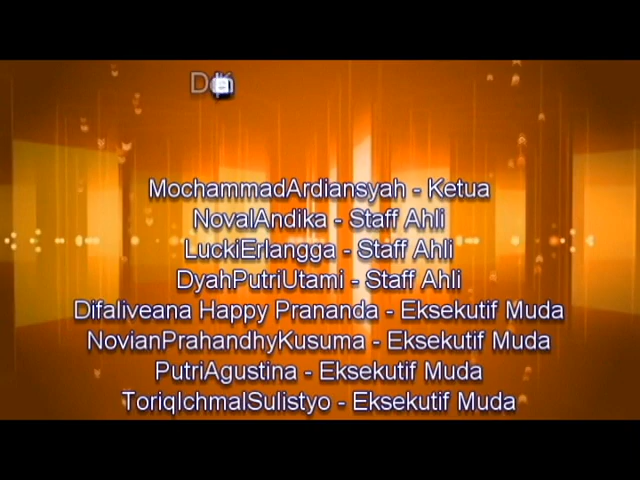 MochammadArdiansyah - Ketua
NovalAndika - Staff Ahli
LuckiErlangga - Staff Ahli
DyahPutriUtami - Staff Ahli
Difaliveana Happy Prananda - Eksekutif Muda
NovianPrahandhyKusuma - Eksekutif Muda
PutriAgustina - Eksekutif Muda
ToriqIchmalSulistyo - Eksekutif Muda